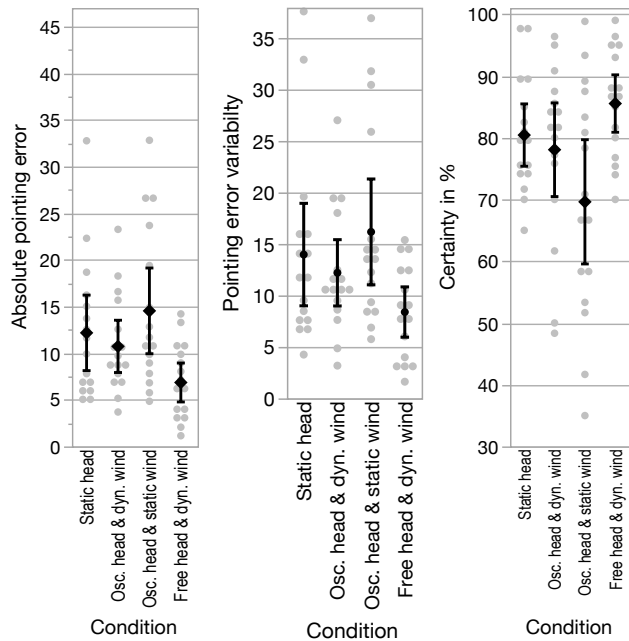 Absolute pointing error
45
40
35
30
25
20
15
10
5
0
Static head
Osc. head & dyn. wind
Osc. head & static wind
Free head & dyn. wind
Condition
Pointing error variabilty
35
30
25
20
15
10
5
0
Static head
Osc. head & dyn. wind
Osc. head & static wind
Free head & dyn. wind
Condition
Certainty in %
100%
90%
80%
70%
60%
50%
40%
30
Static head
Osc. head & dyn. wind
Osc. head & static wind
Free head & dyn. wind
Condition